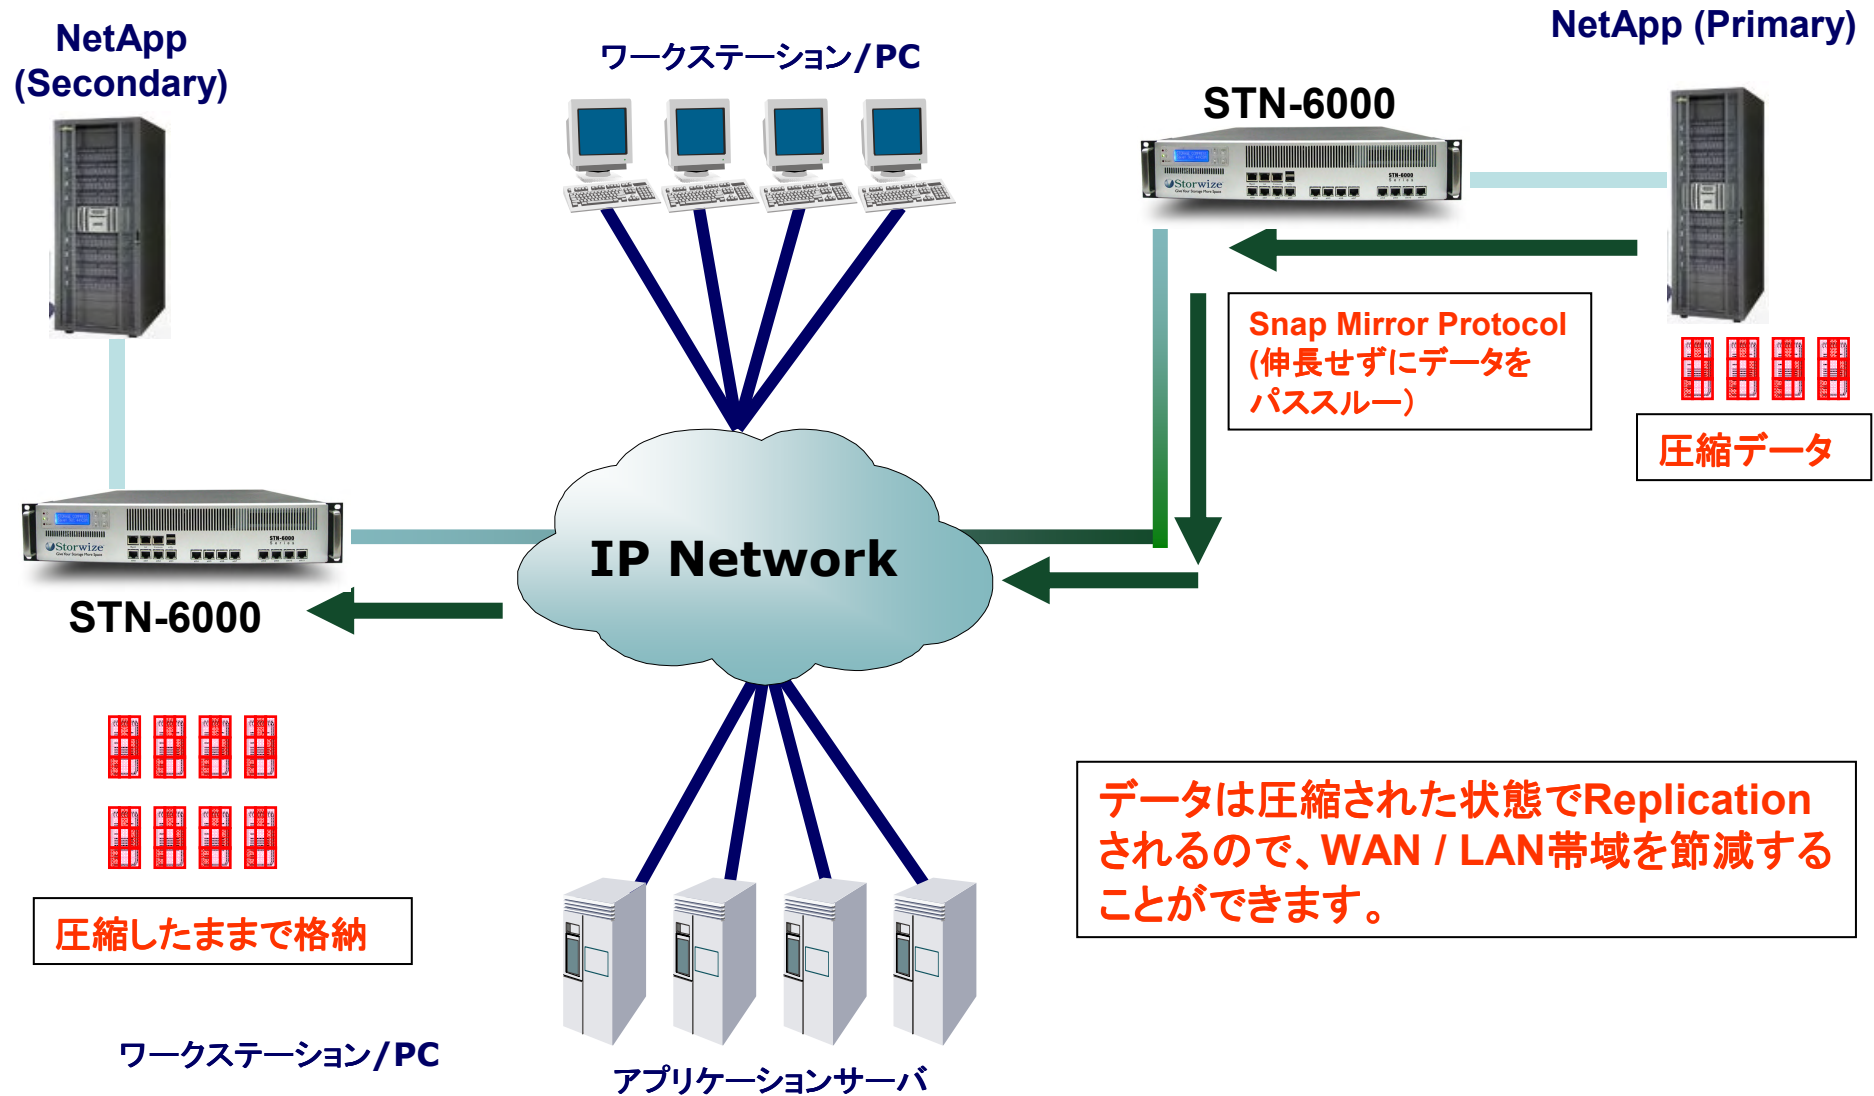 NetApp
(Secondary)
ワークステーション/PC
NetApp (Primary)
STN-6000
Storwize
STN-6000
Snap Mirror Protocol
(伸長せずにデータを
パススルー）
圧縮データ
Storwize
STN-6000
STN-6000
IP Network
圧縮したままで格納
データは圧縮された状態でReplication
されるので、WAN / LAN帯域を節減する
ことができます。
ワークステーション/PC
アプリケーションサーバ